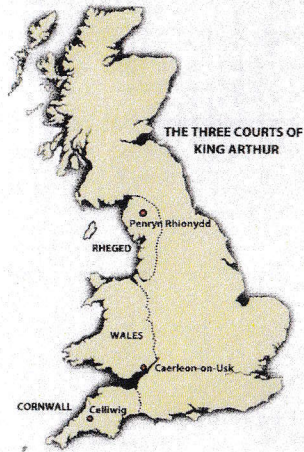 THE THREE COURTS OF
KING ARTHUR
Penryn Rhionydd
RHEGED
WALES
Caerleon-on-Usk
CORNWALL
Celliwig